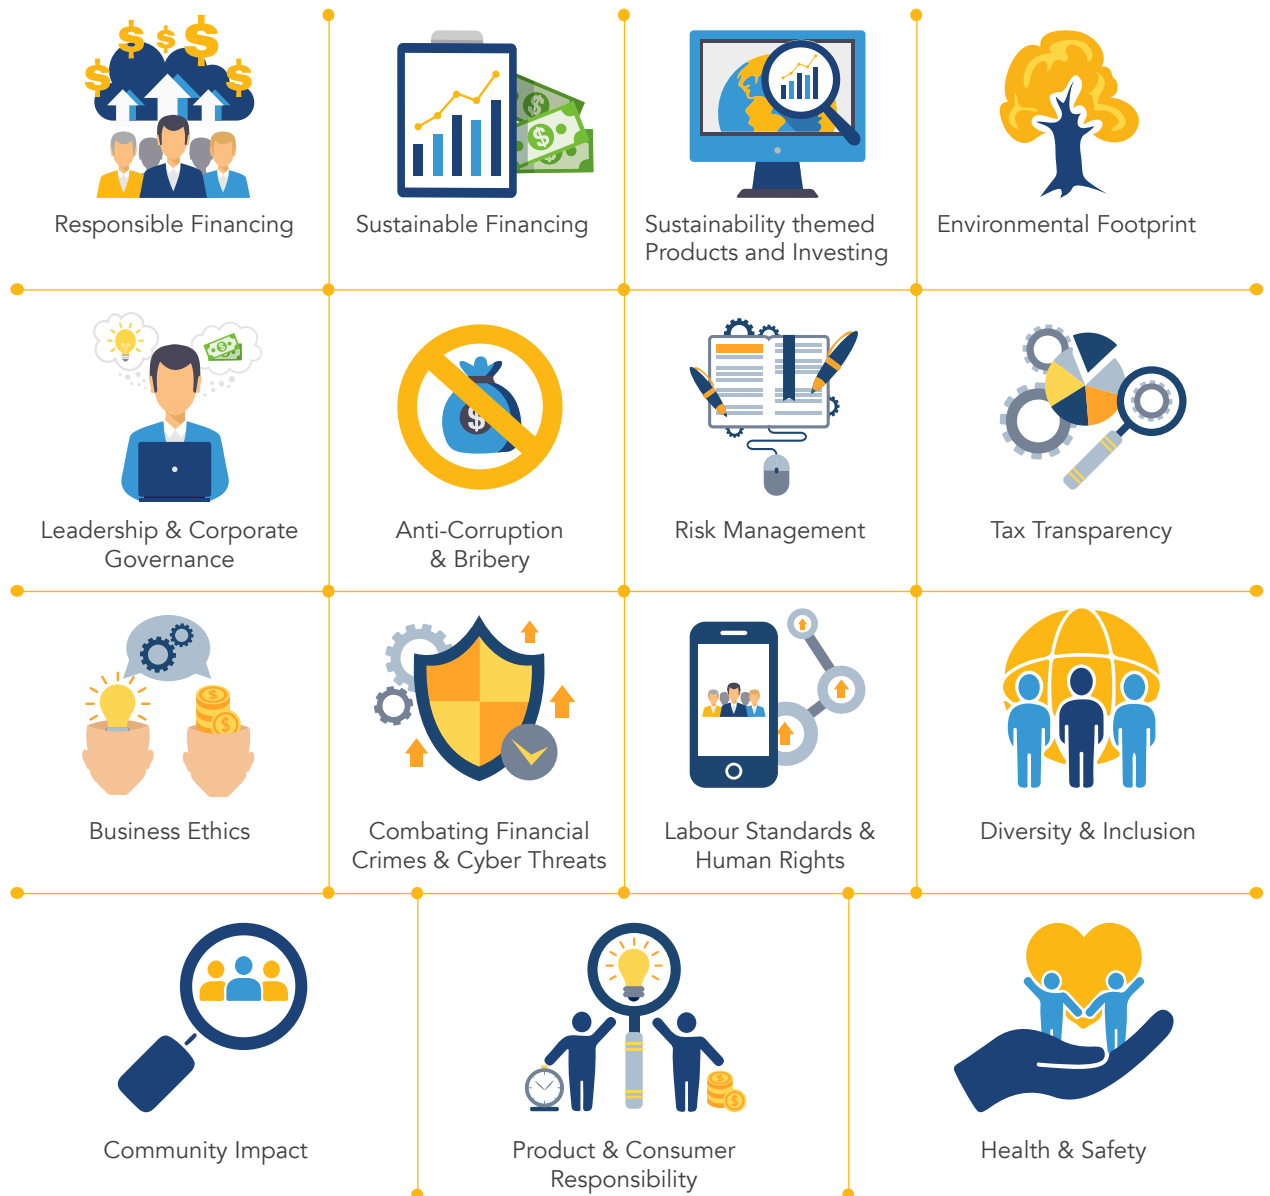 Responsible Financing
Sustainable Financing
Sustainability themed
Products and Investing
Environmental Footprint
Leadership & Corporate
Governance
Anti-Corruption
& Bribery
Risk Management
Tax Transparency
Business Ethics
Combating Financial
Crimes & Cyber Threats
Labour Standards &
Human Rights
Diversity & Inclusion
Community Impact
Product & Consumer
Responsibility
Health & Safety